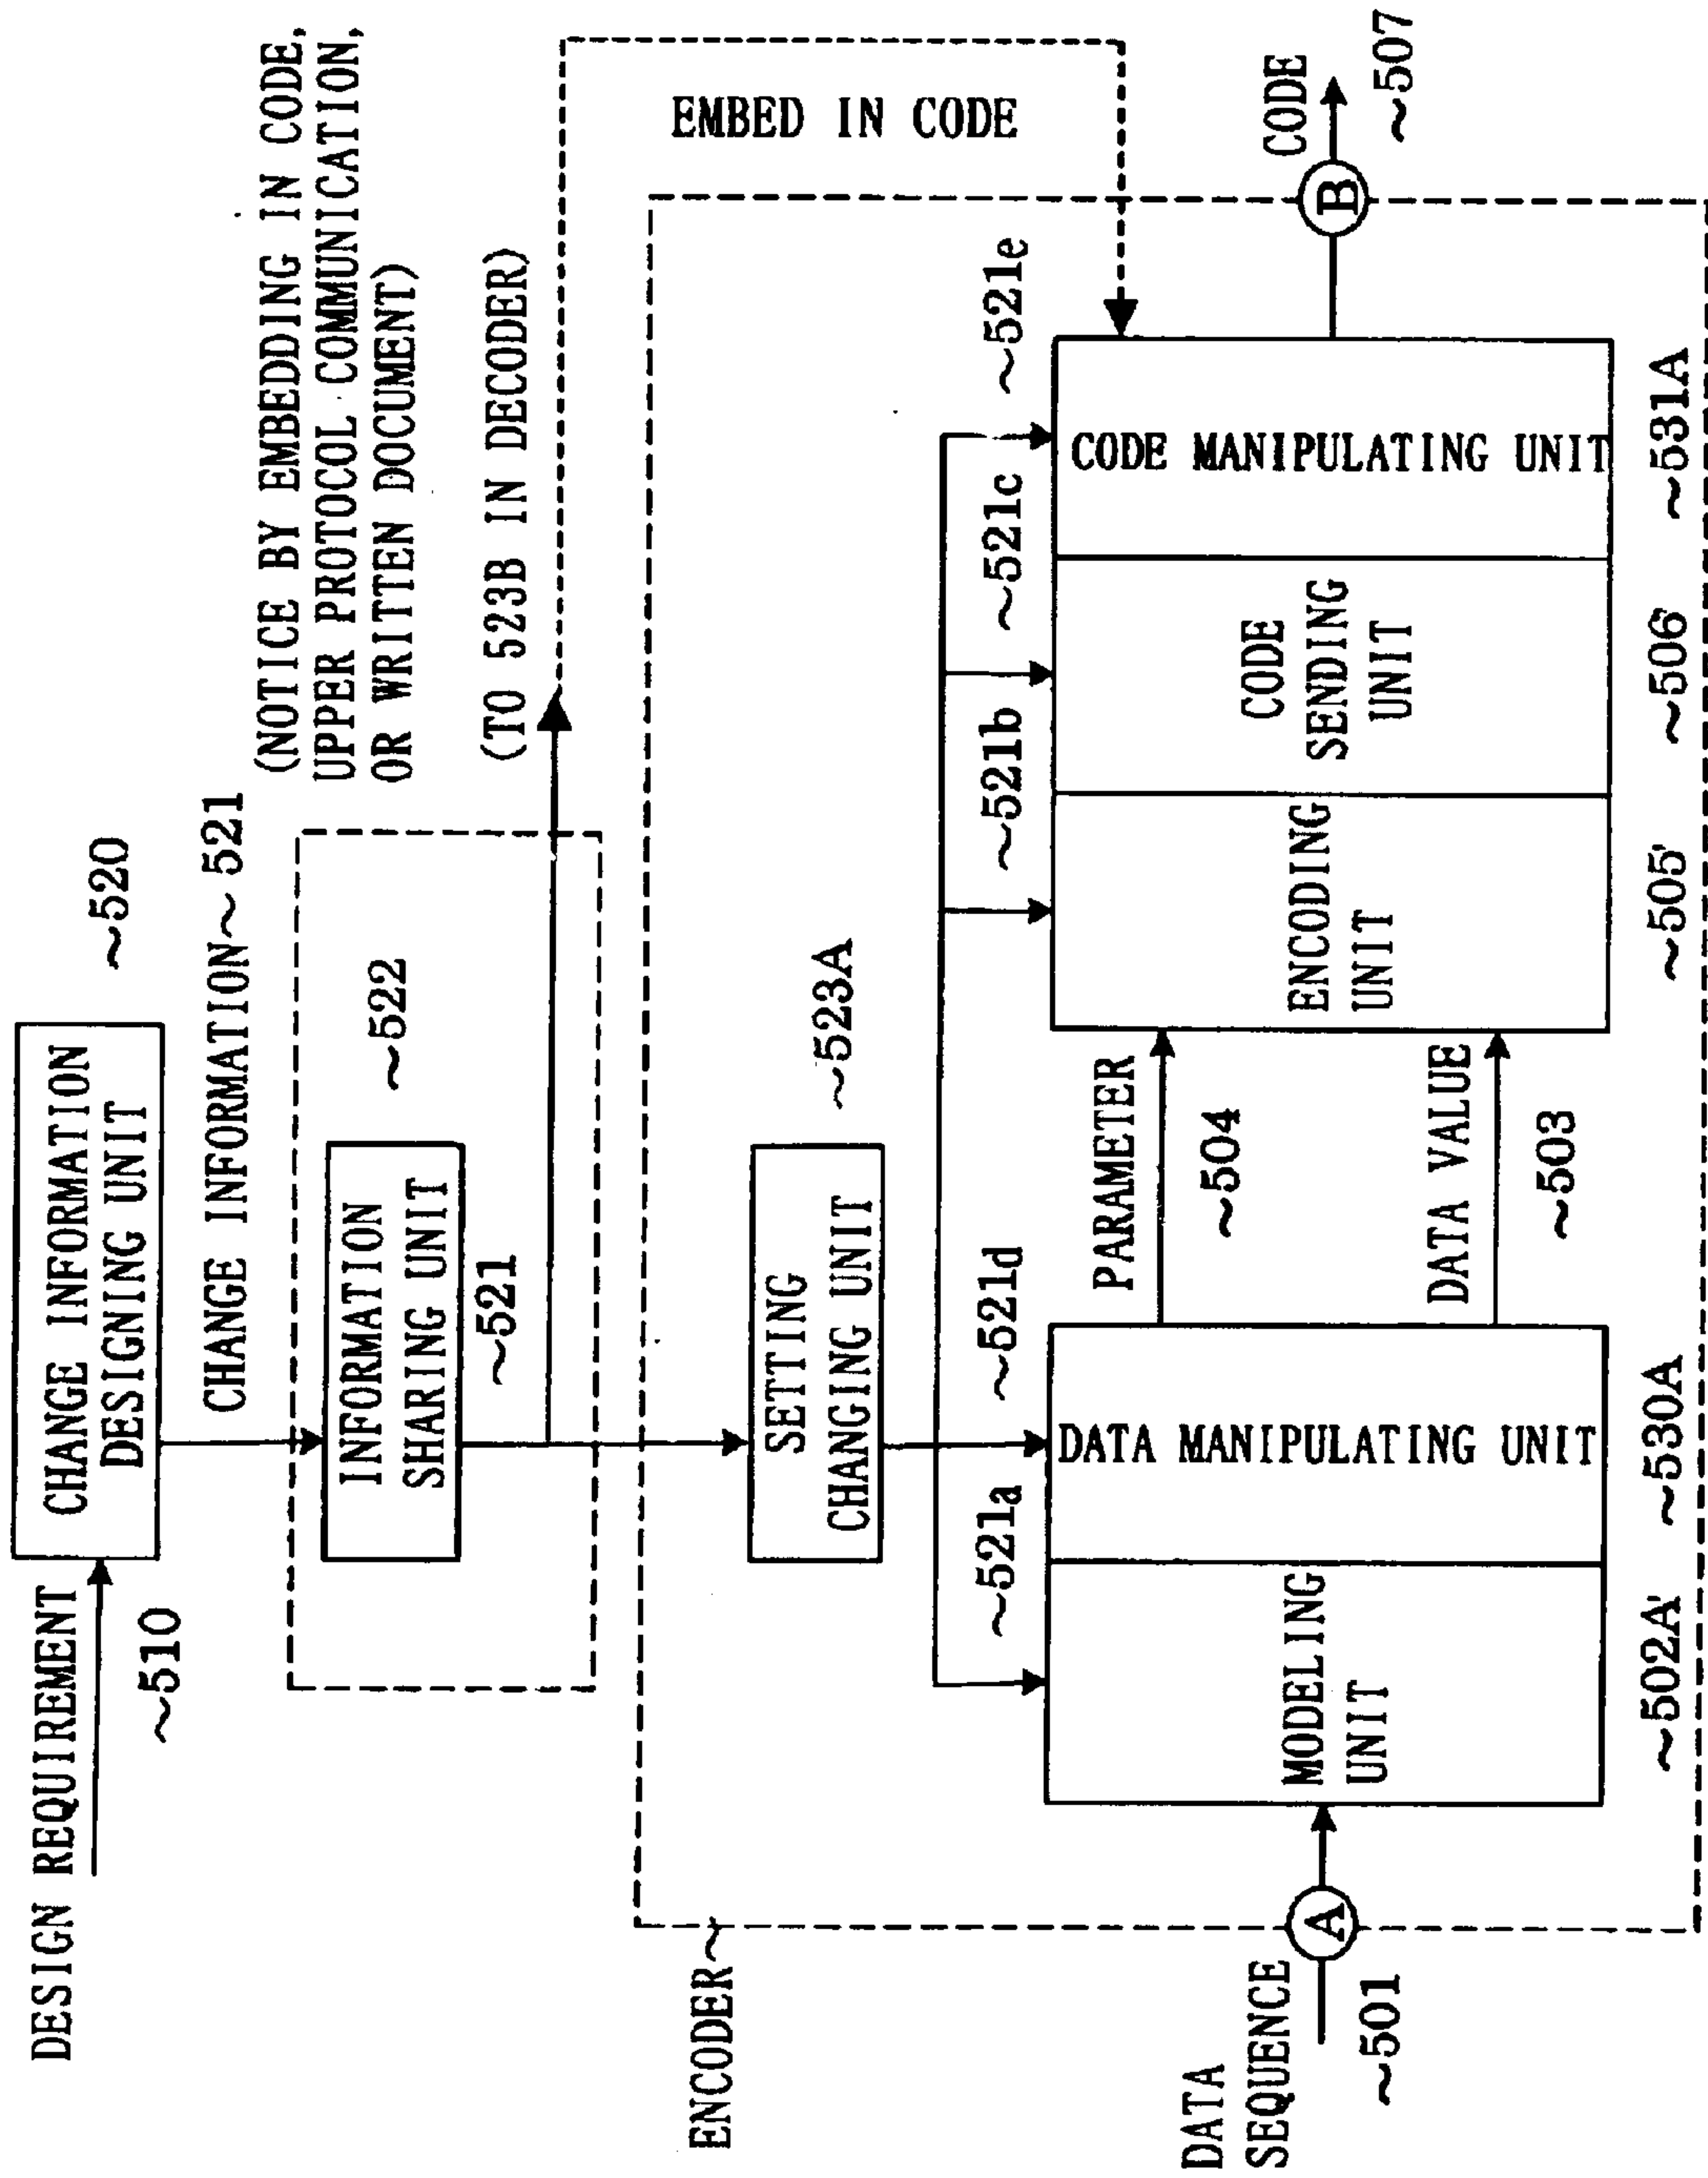 DESIGN REQUIREMENT
~510
CHANGE INFORMATION
DESIGNING UNIT
~520
CHANGE INFORMATION~521
(NOTICE BY EMBEDDING IN CODE,
UPPER PROTOCOL COMMUNICATION,
OR WRITTEN DOCUMENT)
INFORMATION
SHARING UNIT
~522
~521
(TO 523B IN DECODER)
EMBED IN CODE
ENCODER~
SETTING
CHANGING UNIT
~523A
~521a
~521d
~521b
~521c
~521e
DATA
SEQUENCE
~501
A
MODELING
UNIT
DATA MANIPULATING UNIT
PARAMETER
~504
DATA VALUE
~503
ENCODING
UNIT
CODE
SENDING
UNIT
CODE MANIPULATING UNIT
B
CODE
~507
~502A'
~530A
~505'
~506'
~531A